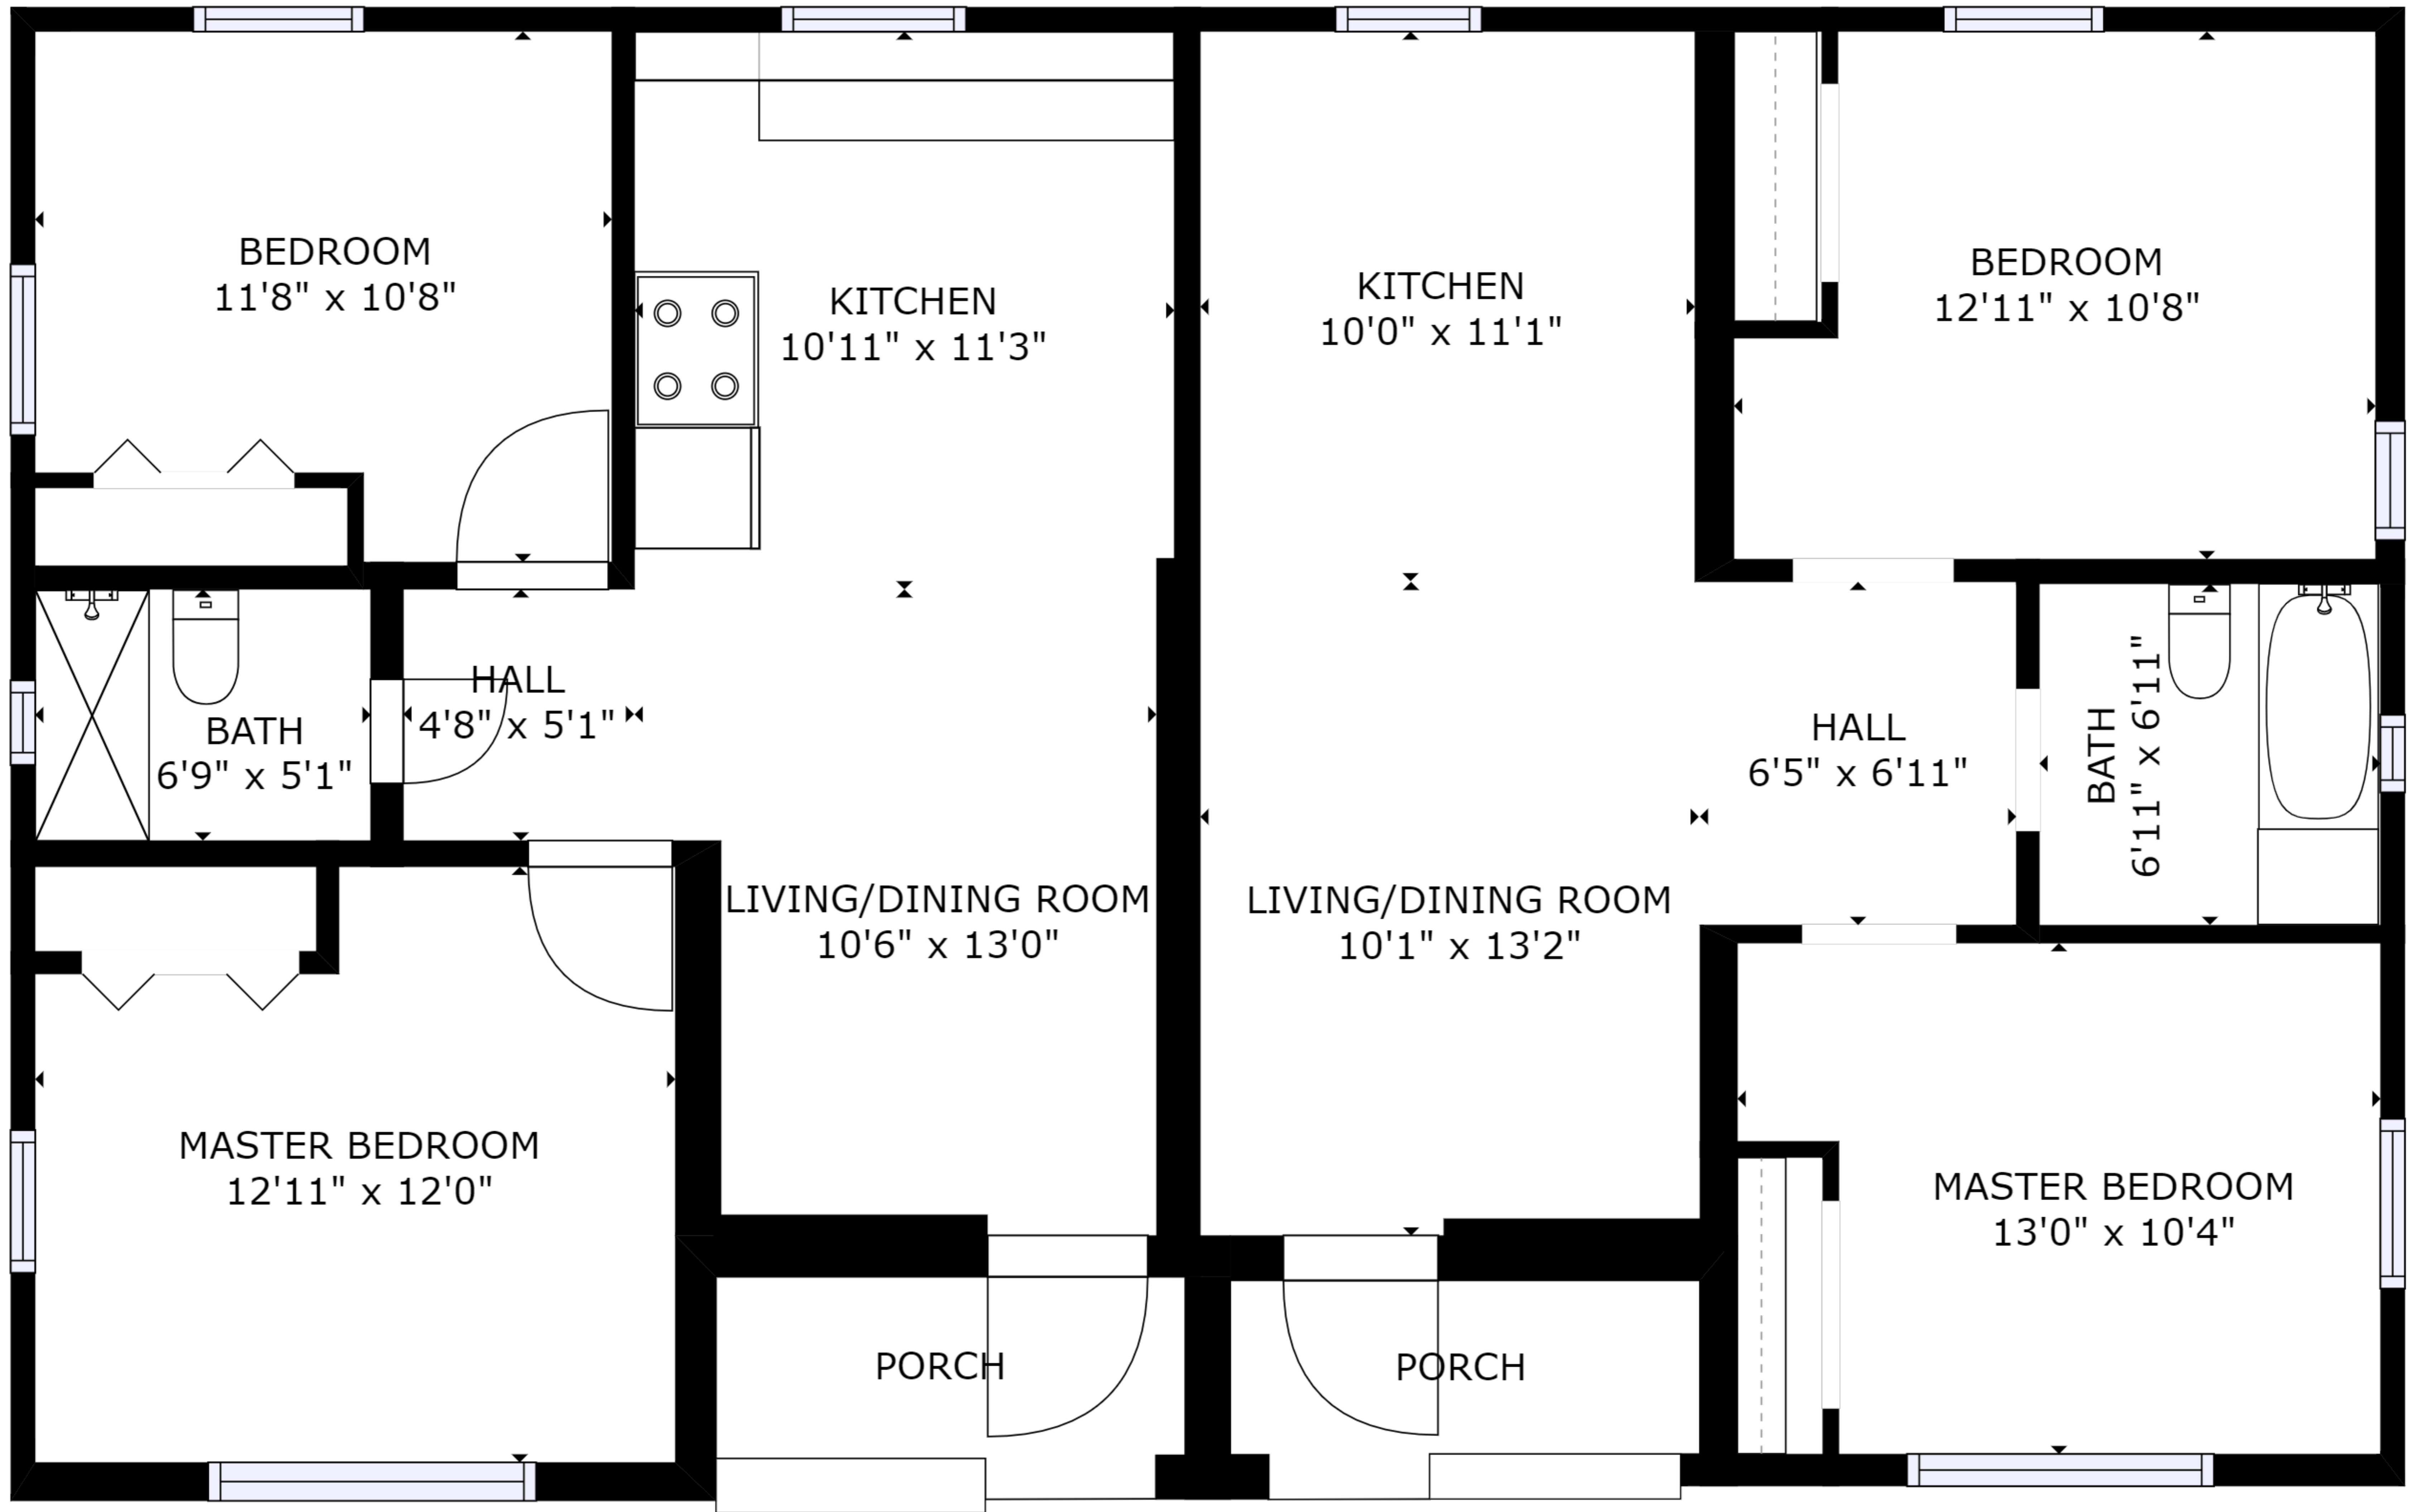 BEDROOM
11'8" x 10'8"
KITCHEN
10'11" x 11'3"
KITCHEN
10'0" x 11'1"
BEDROOM
12'11" x 10'8"
BATH
6'9" x 5'1"
HALL
4'8" x 5'1"
HALL
6'5" x 6'11"
BATH
6'11" x 6'11"
LIVING/DINING ROOM
10'6" x 13'0"
LIVING/DINING ROOM
10'1" x 13'2"
MASTER BEDROOM
12'11" x 12'0"
MASTER BEDROOM
13'0" x 10'4"
PORCH
PORCH